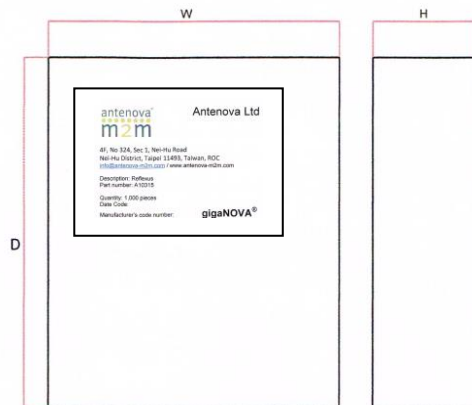 W
H
D
antenova®
m2m
Antenova Ltd
4F, No 324, Sec 1, Nei-Hu Road
Nei-Hu District, Taipei 11493, Taiwan, ROC
info@antenova-m2m.com / www.antenova-m2m.com
Description: Reflexus
Part number: A10315
Quantity: 1,000 pieces
Date Code:
Manufacturer's code number:
gigaNOVA®